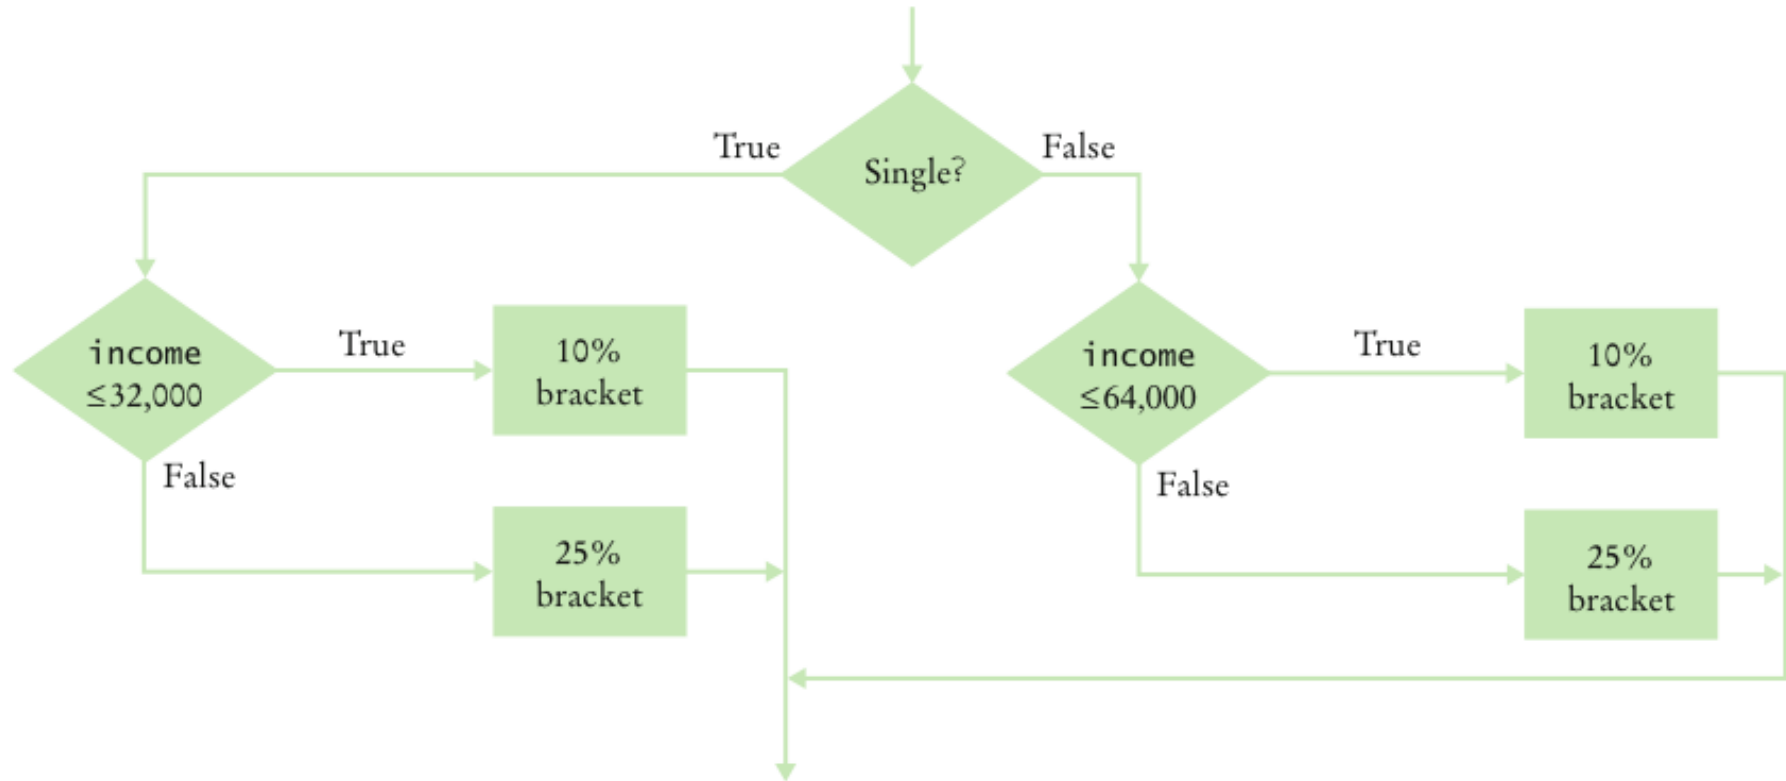 Single?
True
False
income
≤32,000
True
10%
bracket
False
25%
bracket
income
≤64,000
True
10%
bracket
False
25%
bracket